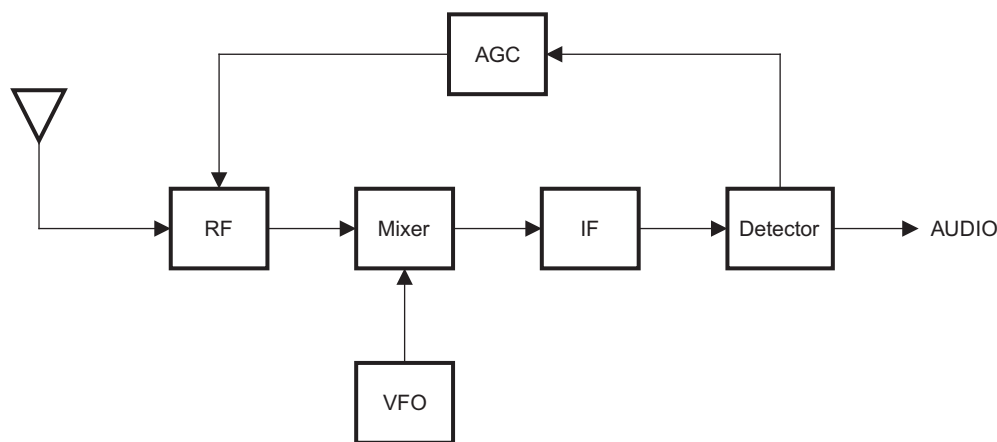 AGC
RF
Mixer
IF
Detector
AUDIO
VFO